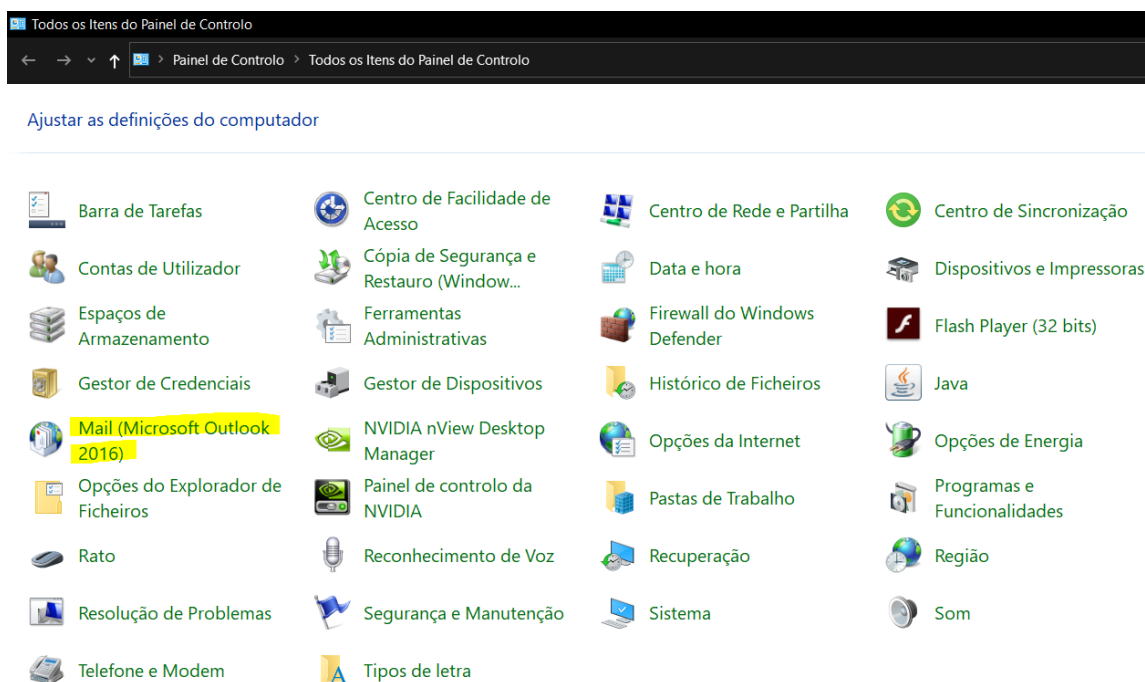 Todos os Itens do Painel de Controlo
Painel de Controlo > Todos os Itens do Painel de Controlo
Ajustar as definições do computador
Barra de Tarefas
Centro de Facilidade de
Acesso
Centro de Rede e Partilha
Centro de Sincronização
Contas de Utilizador
Cópia de Segurança e
Restauro (Window...
Data e hora
Dispositivos e Impressoras
Espaços de
Armazenamento
Ferramentas
Administrativas
Firewall do Windows
Defender
Flash Player (32 bits)
Gestor de Credenciais
Gestor de Dispositivos
Histórico de Ficheiros
Java
Mail (Microsoft Outlook
2016)
NVIDIA nView Desktop
Manager
Opções da Internet
Opções de Energia
Opções do Explorador de
Ficheiros
Painel de controlo da
NVIDIA
Pastas de Trabalho
Programas e
Funcionalidades
Rato
Reconhecimento de Voz
Recuperação
Região
Resolução de Problemas
Segurança e Manutenção
Sistema
Som
Telefone e Modem
Tipos de letra